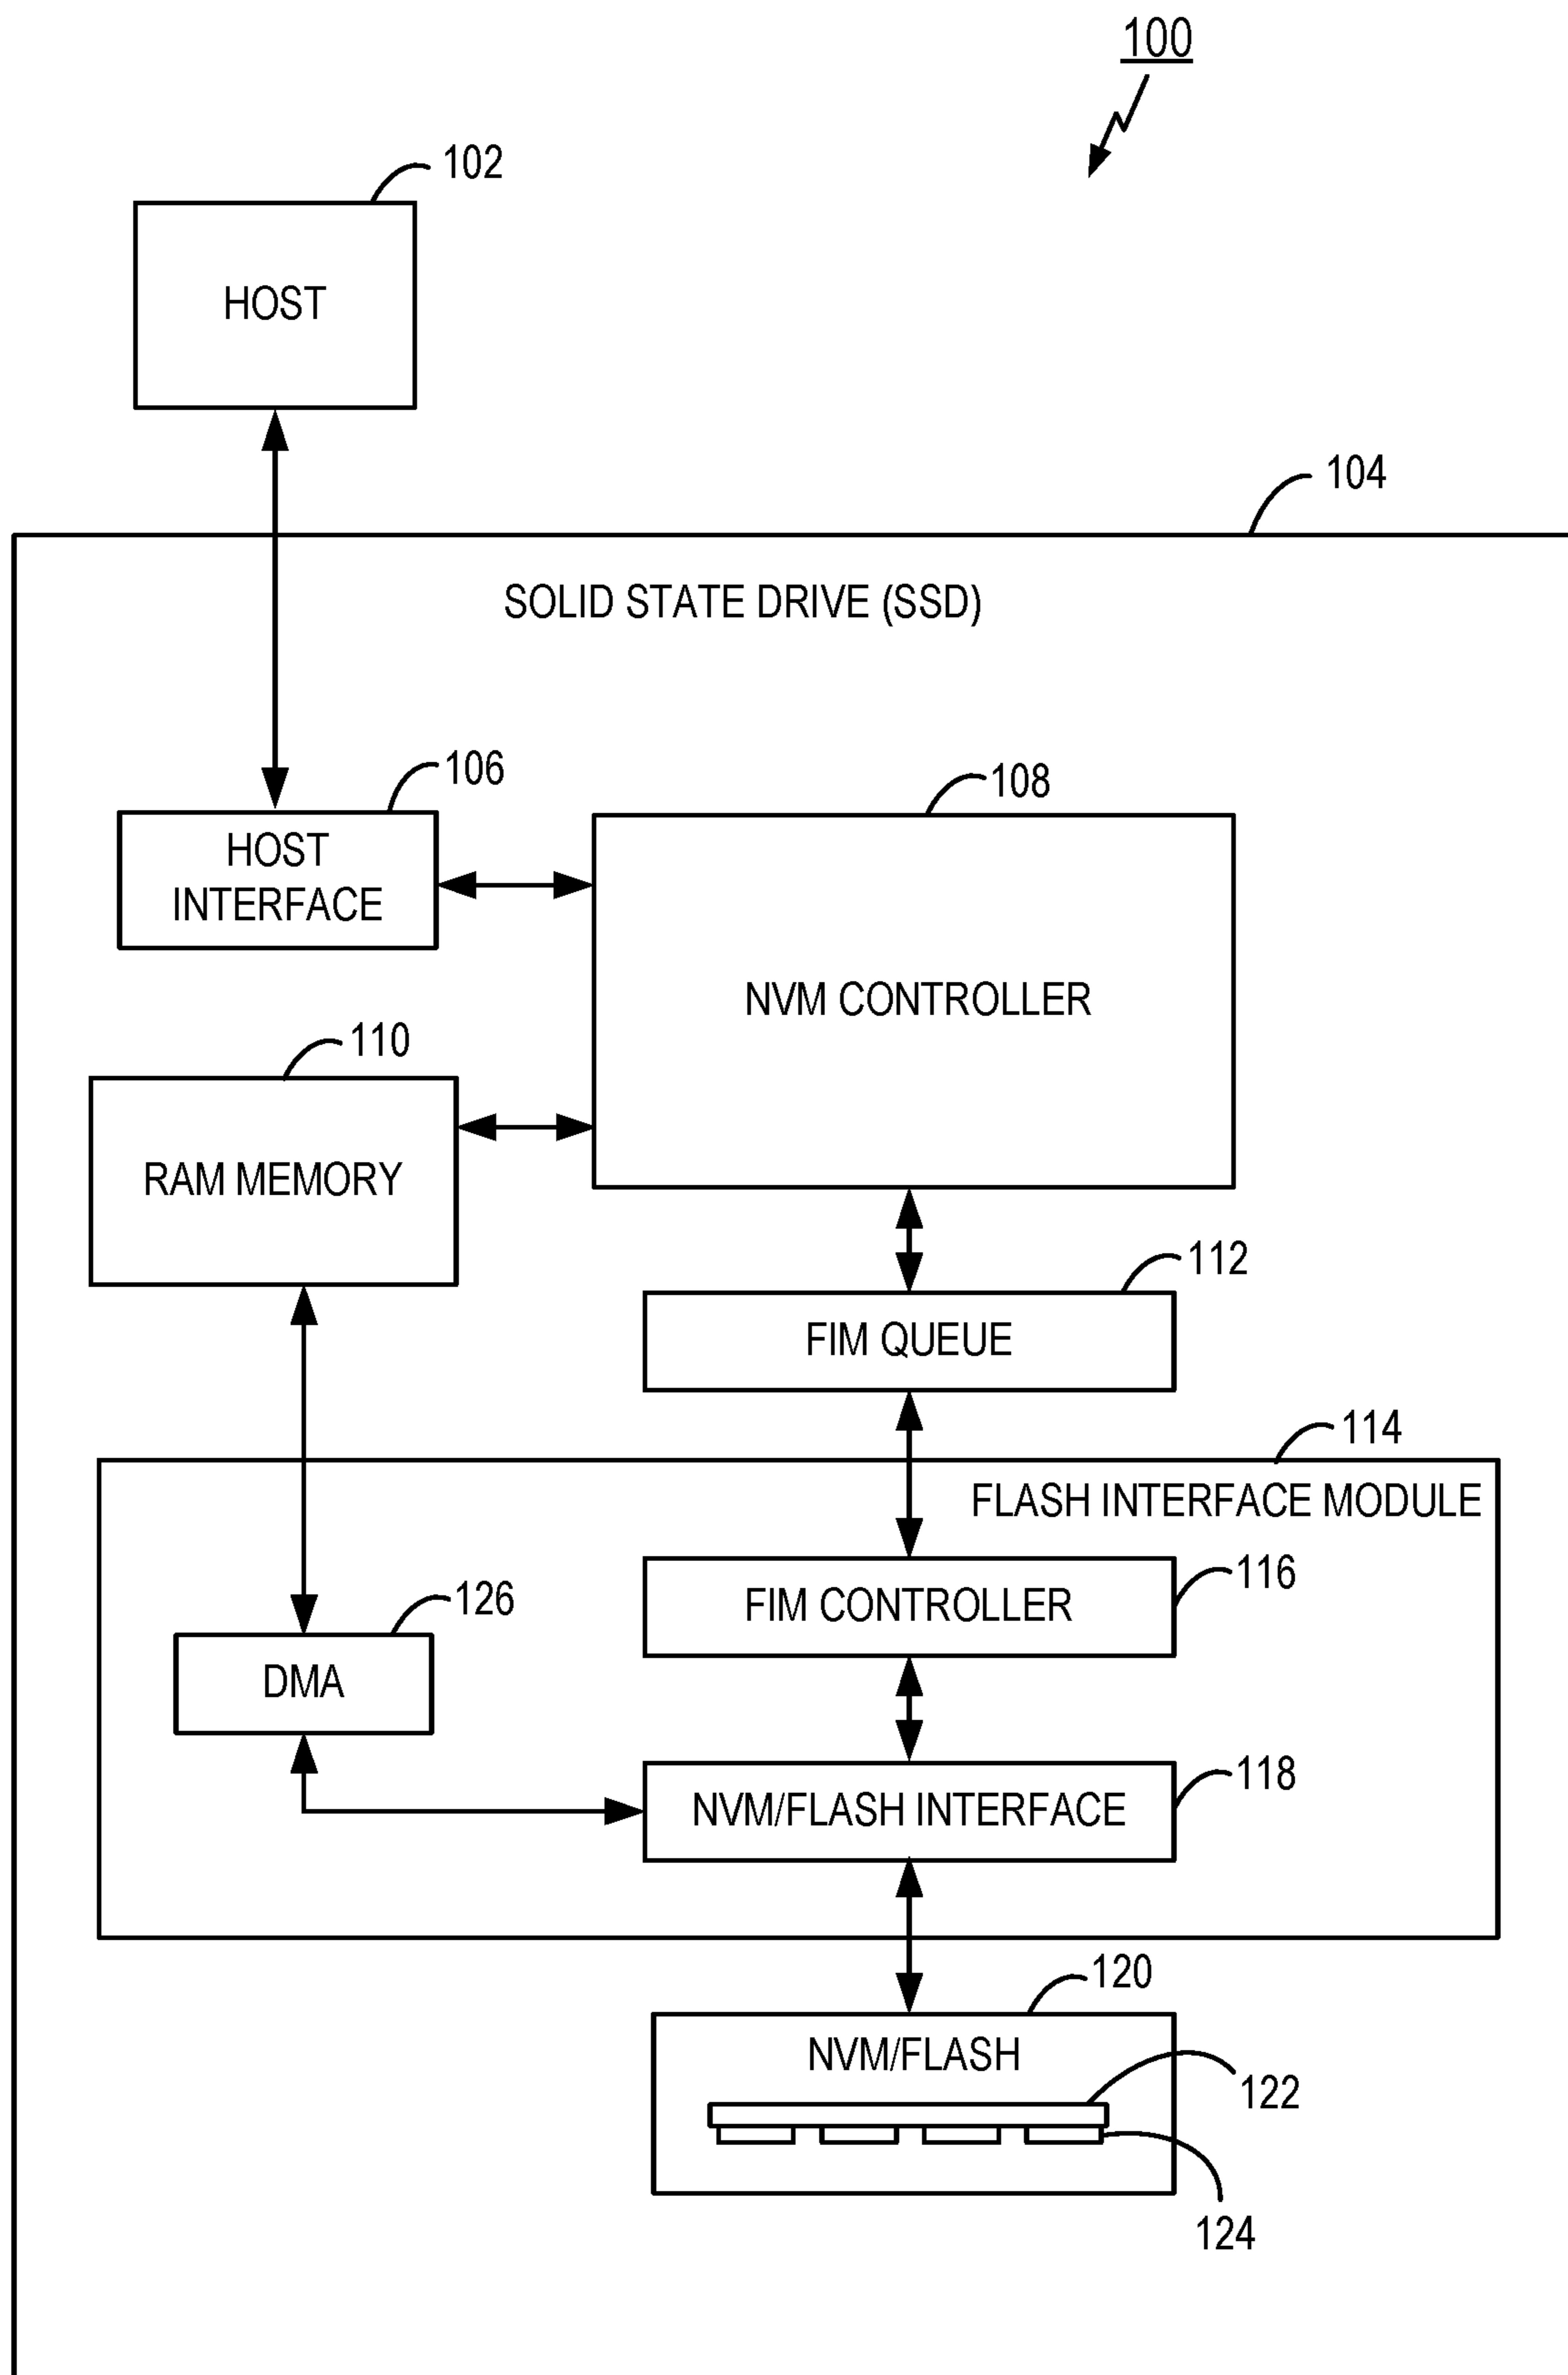 100
102
HOST
104
SOLID STATE DRIVE (SSD)
106
HOST
INTERFACE
108
NVM CONTROLLER
110
RAM MEMORY
112
FIM QUEUE
114
FLASH INTERFACE MODULE
116
FIM CONTROLLER
126
DMA
118
NVM/FLASH INTERFACE
120
NVM/FLASH
122
124